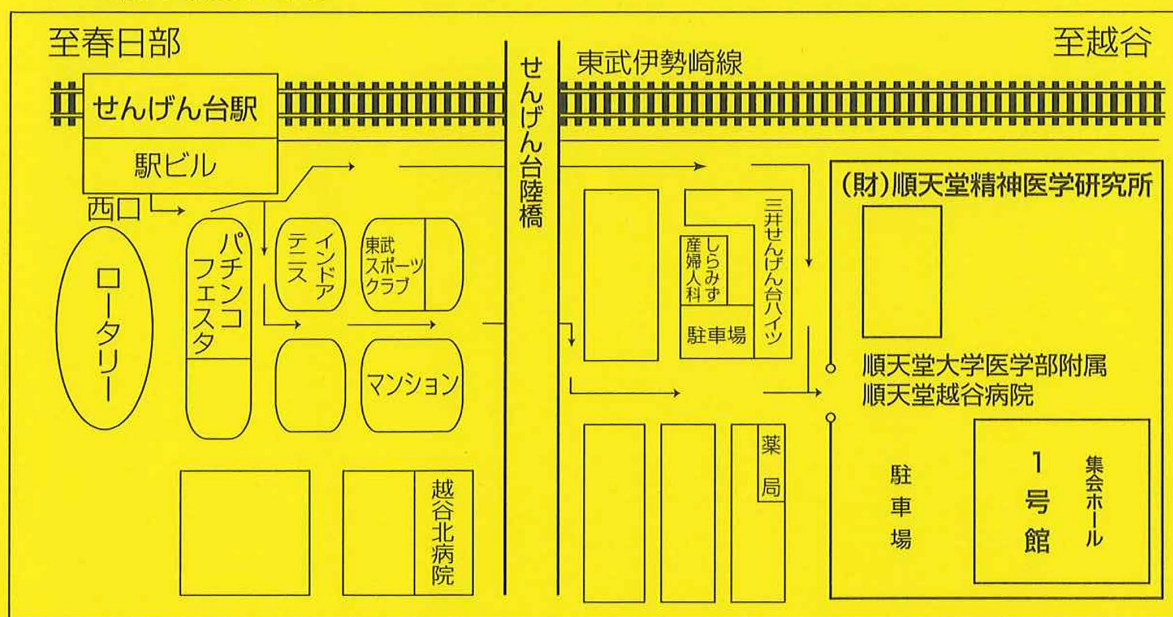 至春日部
至越谷
東武伊勢崎線
せんげん台駅
駅ビル
西口
ロータリー
パチンコ
フェスタ
インドア
テニス
東武
スポーツ
クラブ
マンション
越谷北病院
せんげん台陸橋
三井せんげん台ハイツ
しらみず
産婦人科
駐車場
薬局
(財)順天堂精神医学研究所
順天堂大学医学部附属
順天堂越谷病院
駐車場
集会ホール
1号館